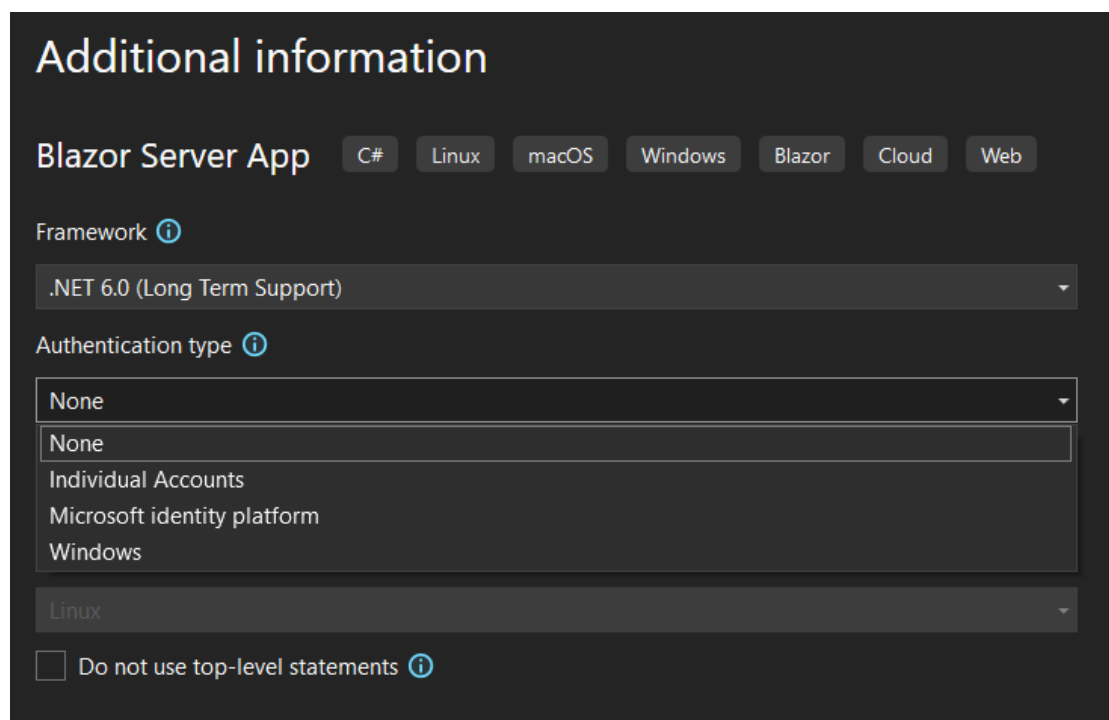 Additional information
Blazor Server App C# Linux macOS Windows Blazor Cloud Web
Framework
.NET 6.0 (Long Term Support)
Authentication type
None
None
Individual Accounts
Microsoft identity platform
Windows
Linux
Do not use top-level statements